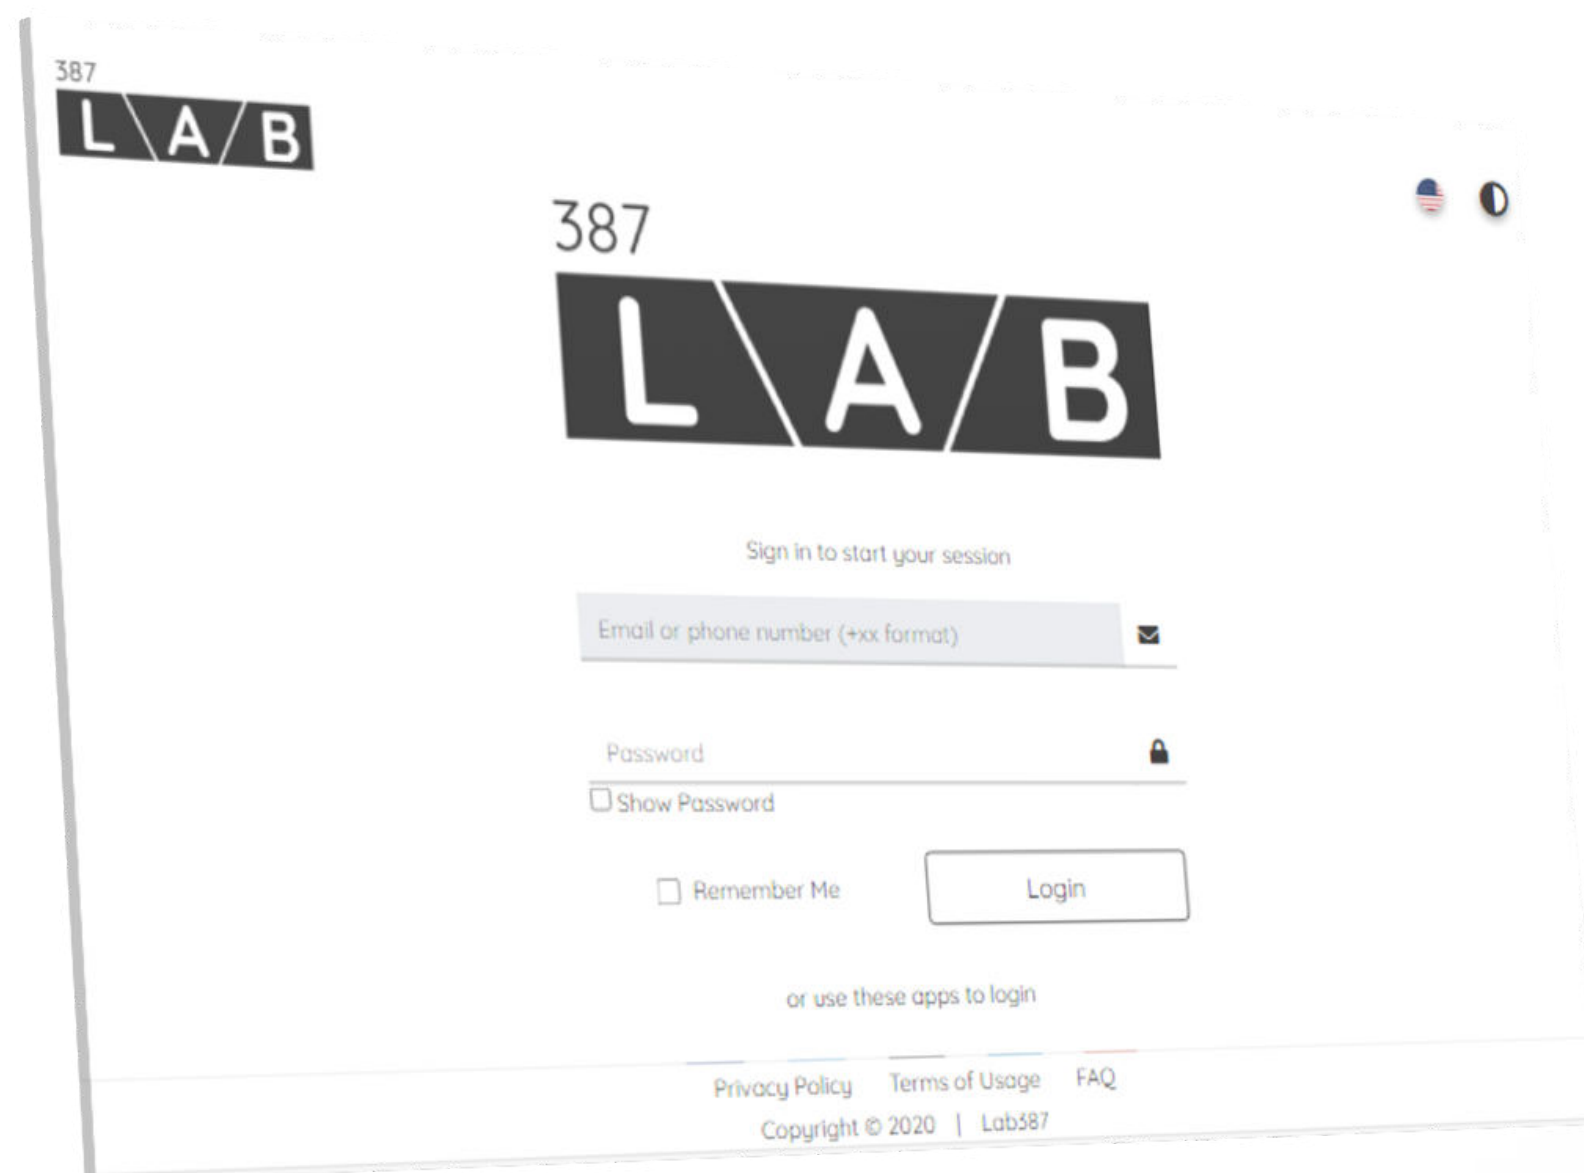 387
L A B
387
L A B
Sign in to start your session
Email or phone number (+xx format)
Password
Show Password
Remember Me
Login
or use these apps to login
Privacy Policy Terms of Usage FAQ
Copyright © 2020 | Lab387